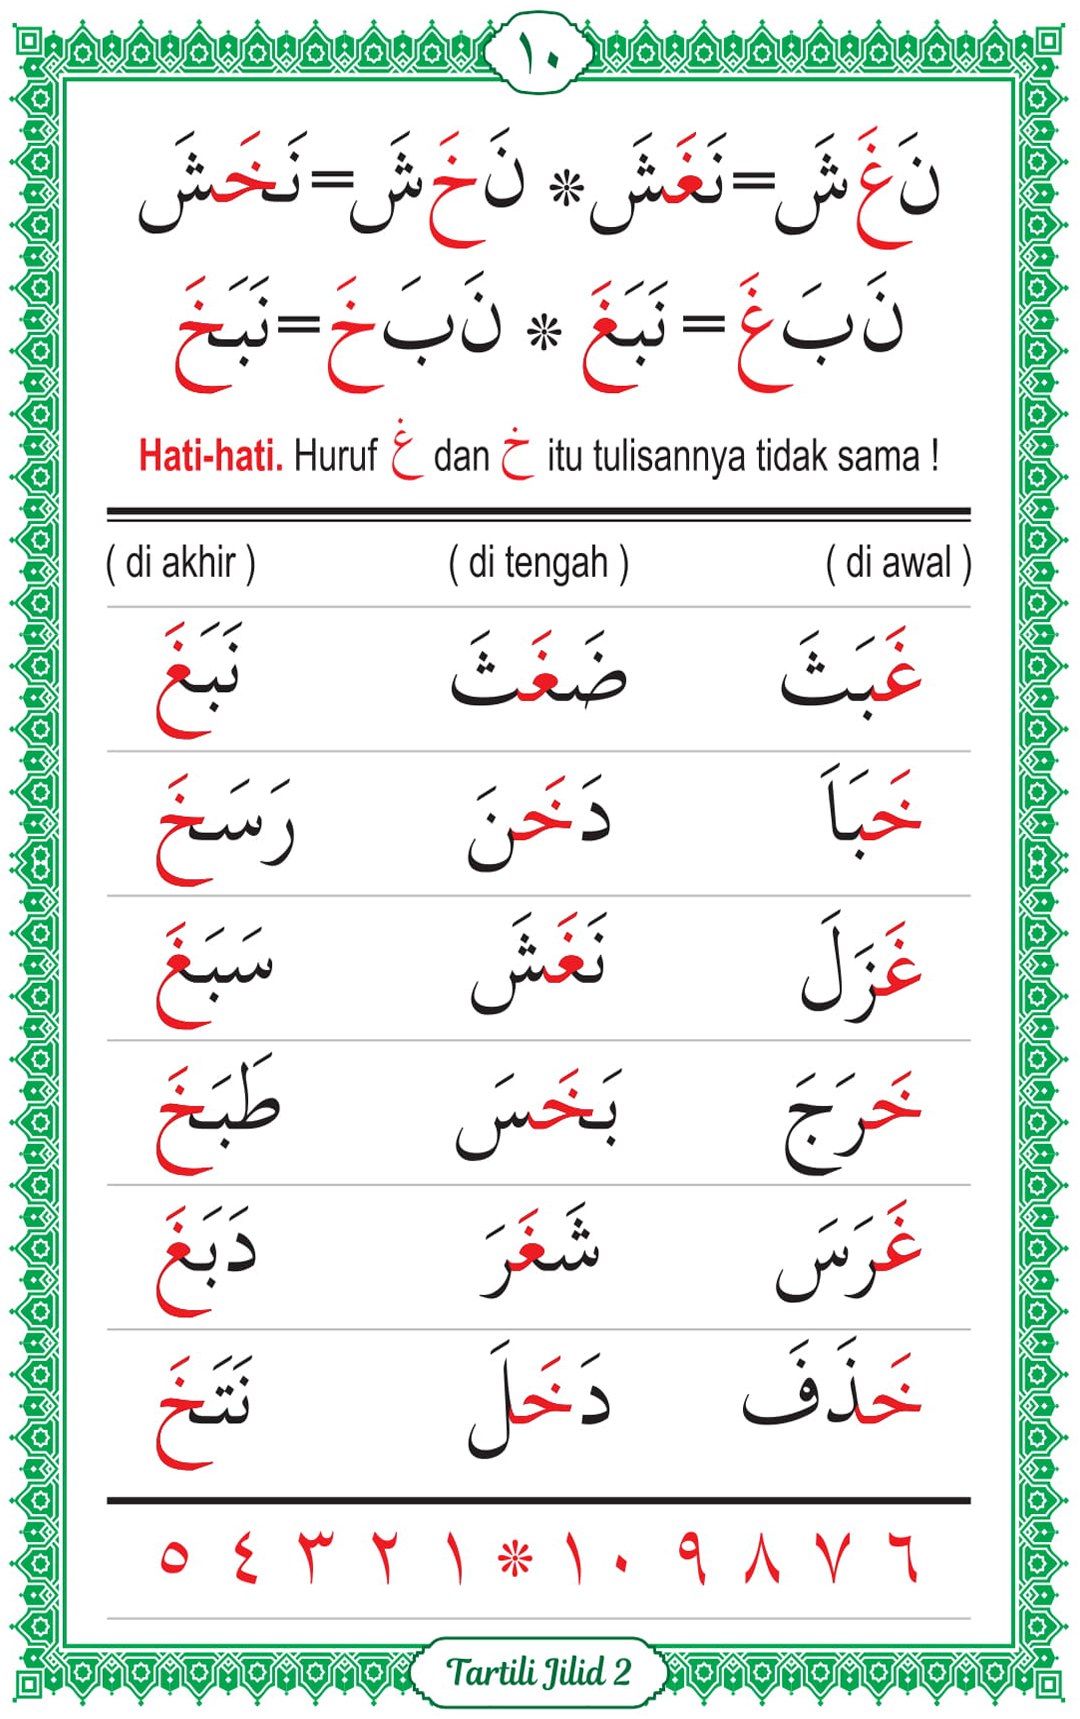 ١٠
نَ غَ شَ = نَغَشَ * نَ خَ شَ = نَخَشَ
نَ بَ غَ = نَبَغَ * نَ بَ خَ = نَبَخَ
Hati-hati. Huruf غ dan خ itu tulisannya tidak sama !
( di awal ) ( di tengah ) ( di akhir )
غَبَثَ ضَغَثَ نَبَغَ
خَبَاَ دَخَنَ رَسَخَ
غَزَلَ نَغَشَ سَبَغَ
خَرَجَ بَخَسَ طَبَخَ
غَرَسَ شَغَرَ دَبَغَ
خَذَفَ دَخَلَ نَتَخَ
٦ ٧ ٨ ٩ ١٠ * ١ ٢ ٣ ٤ ٥
Tartili Jilid 2